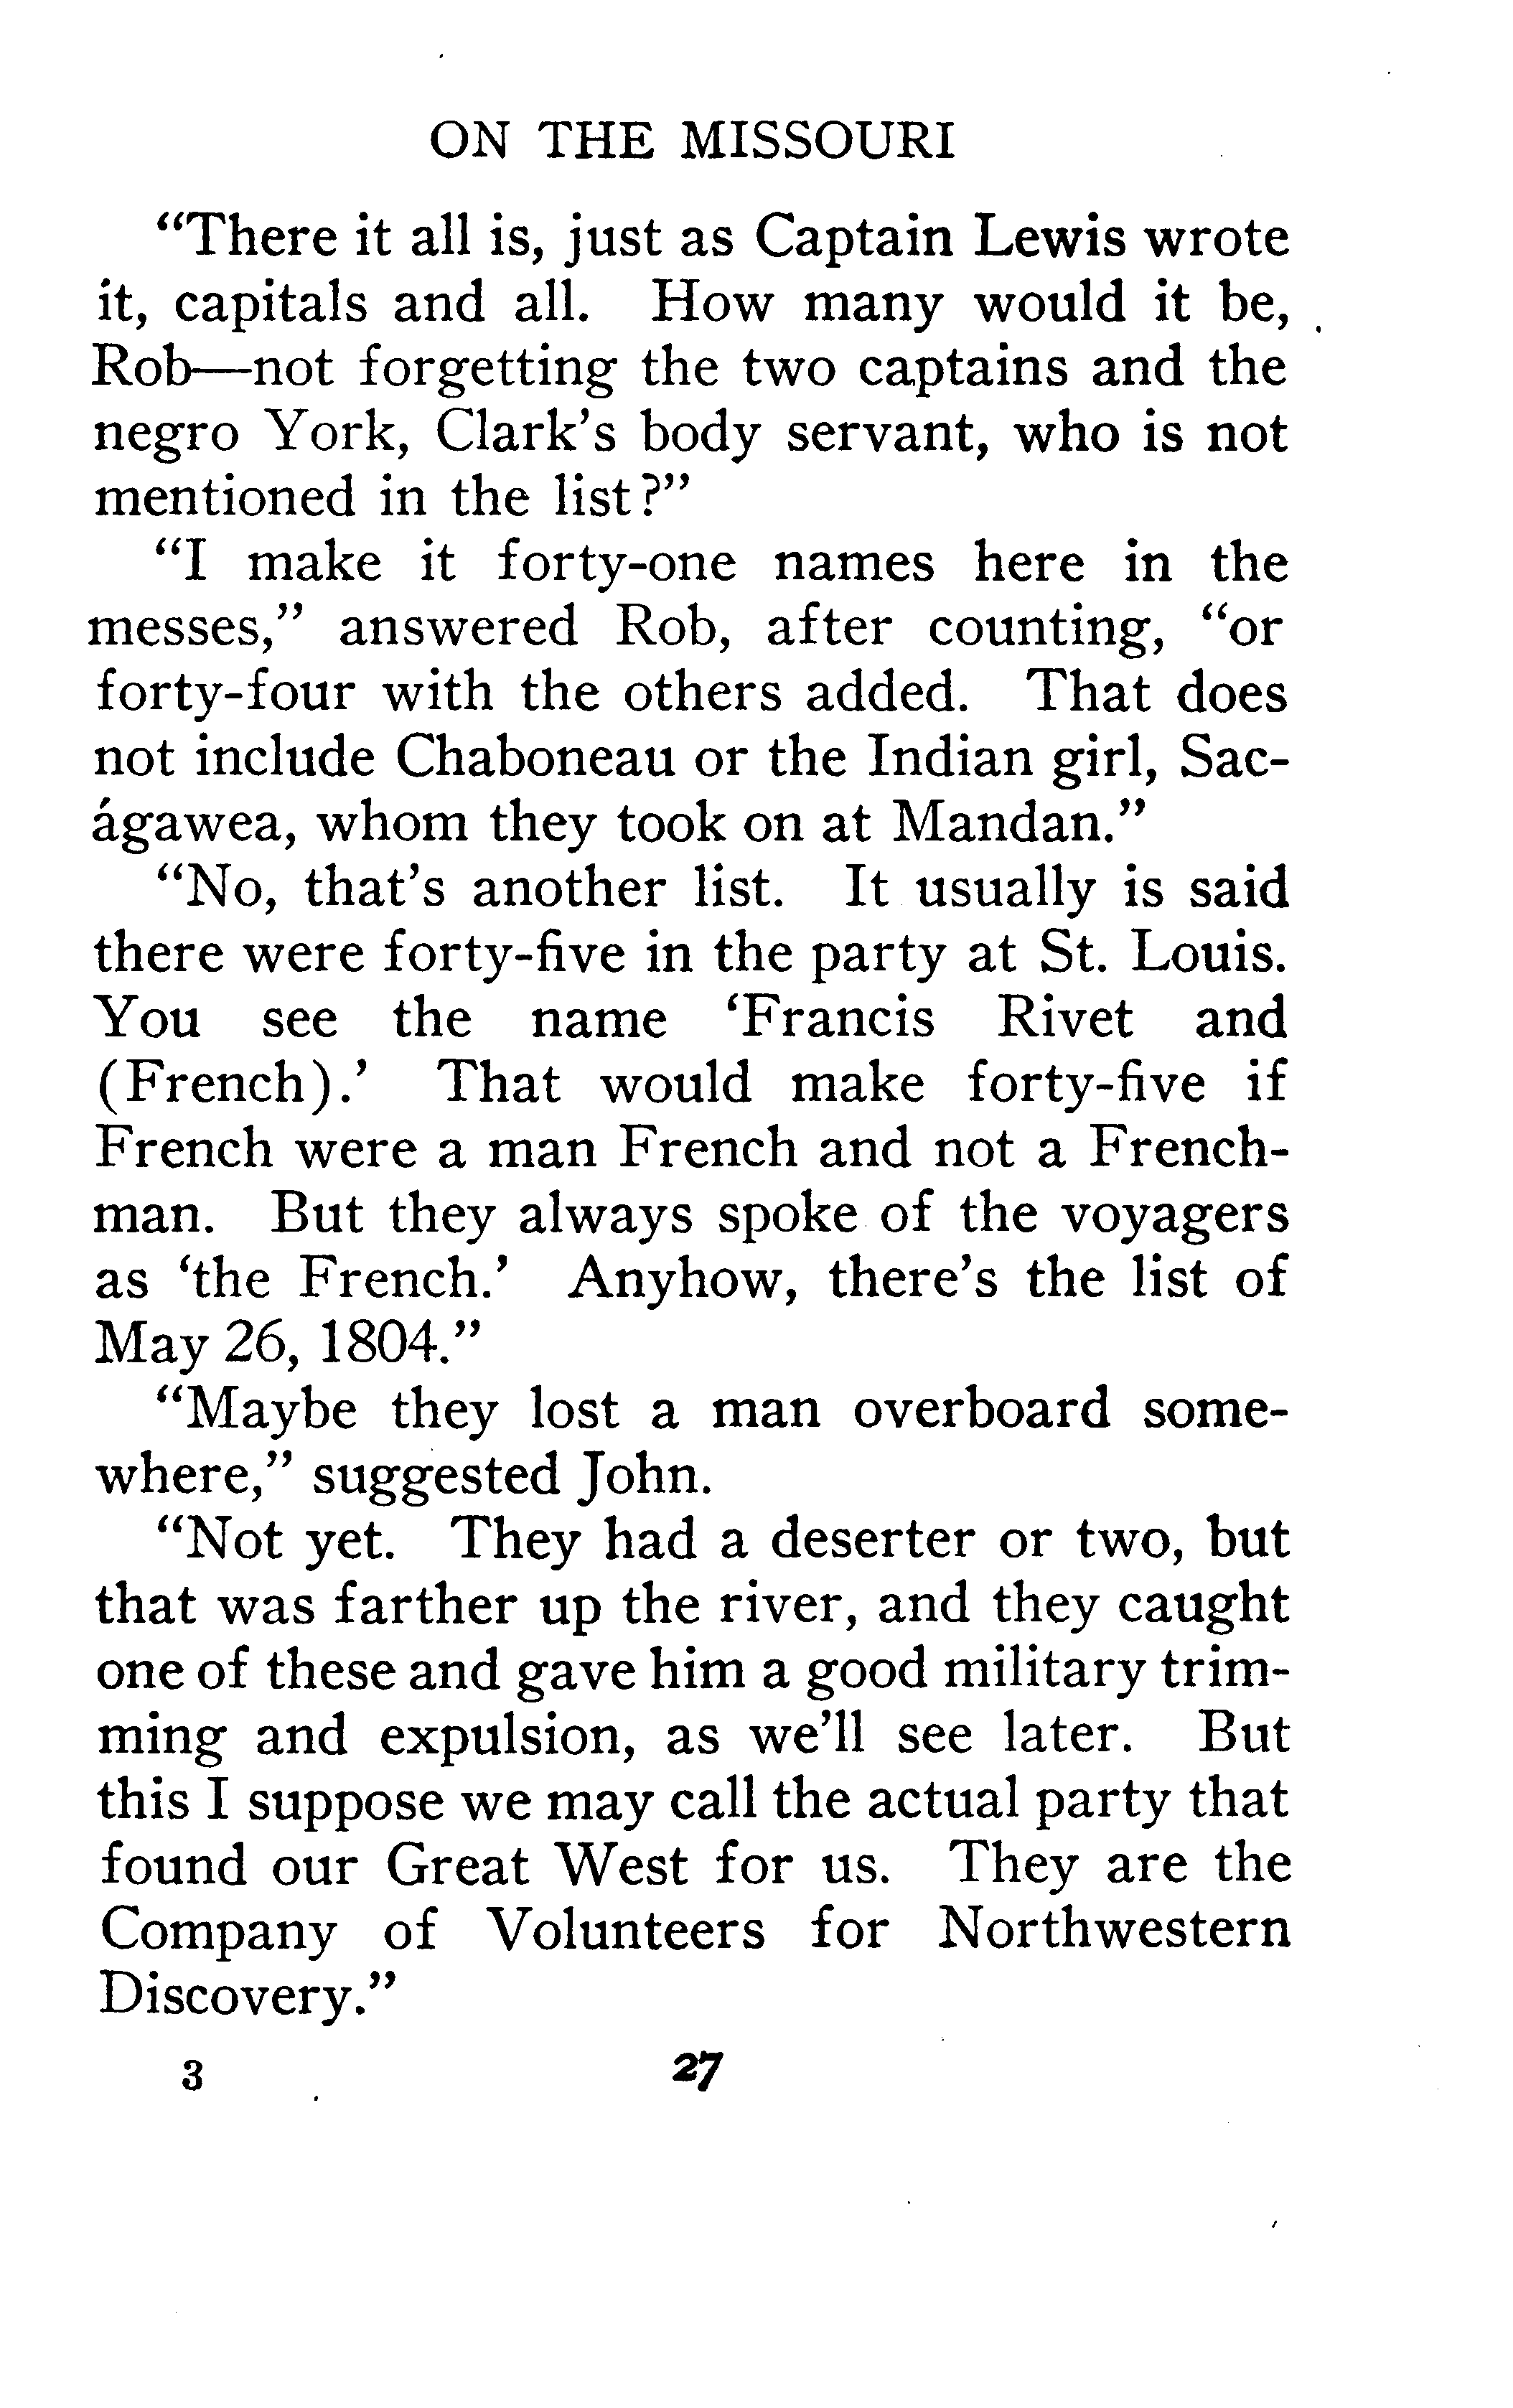 ON THE MISSOURI
“There it all is, just as Captain Lewis wrote
it, capitals and all. How many would it be,
Rob—not forgetting the two captains and the
negro York, Clark’s body servant, who is not
mentioned in the list?”
“I make it forty-one names here in the
messes,” answered Rob, after counting, “or
forty-four with the others added. That does
not include Chaboneau or the Indian girl, Sac-
ágawea, whom they took on at Mandan.”
“No, that’s another list. It usually is said
there were forty-five in the party at St. Louis.
You see the name ‘Francis Rivet and
(French).’ That would make forty-five if
French were a man French and not a French-
man. But they always spoke of the voyagers
as ‘the French.’ Anyhow, there’s the list of
May 26, 1804.”
“Maybe they lost a man overboard some-
where,” suggested John.
“Not yet. They had a deserter or two, but
that was farther up the river, and they caught
one of these and gave him a good military trim-
ming and expulsion, as we’ll see later. But
this I suppose we may call the actual party that
found our Great West for us. They are the
Company of Volunteers for Northwestern
Discovery.”
3 27